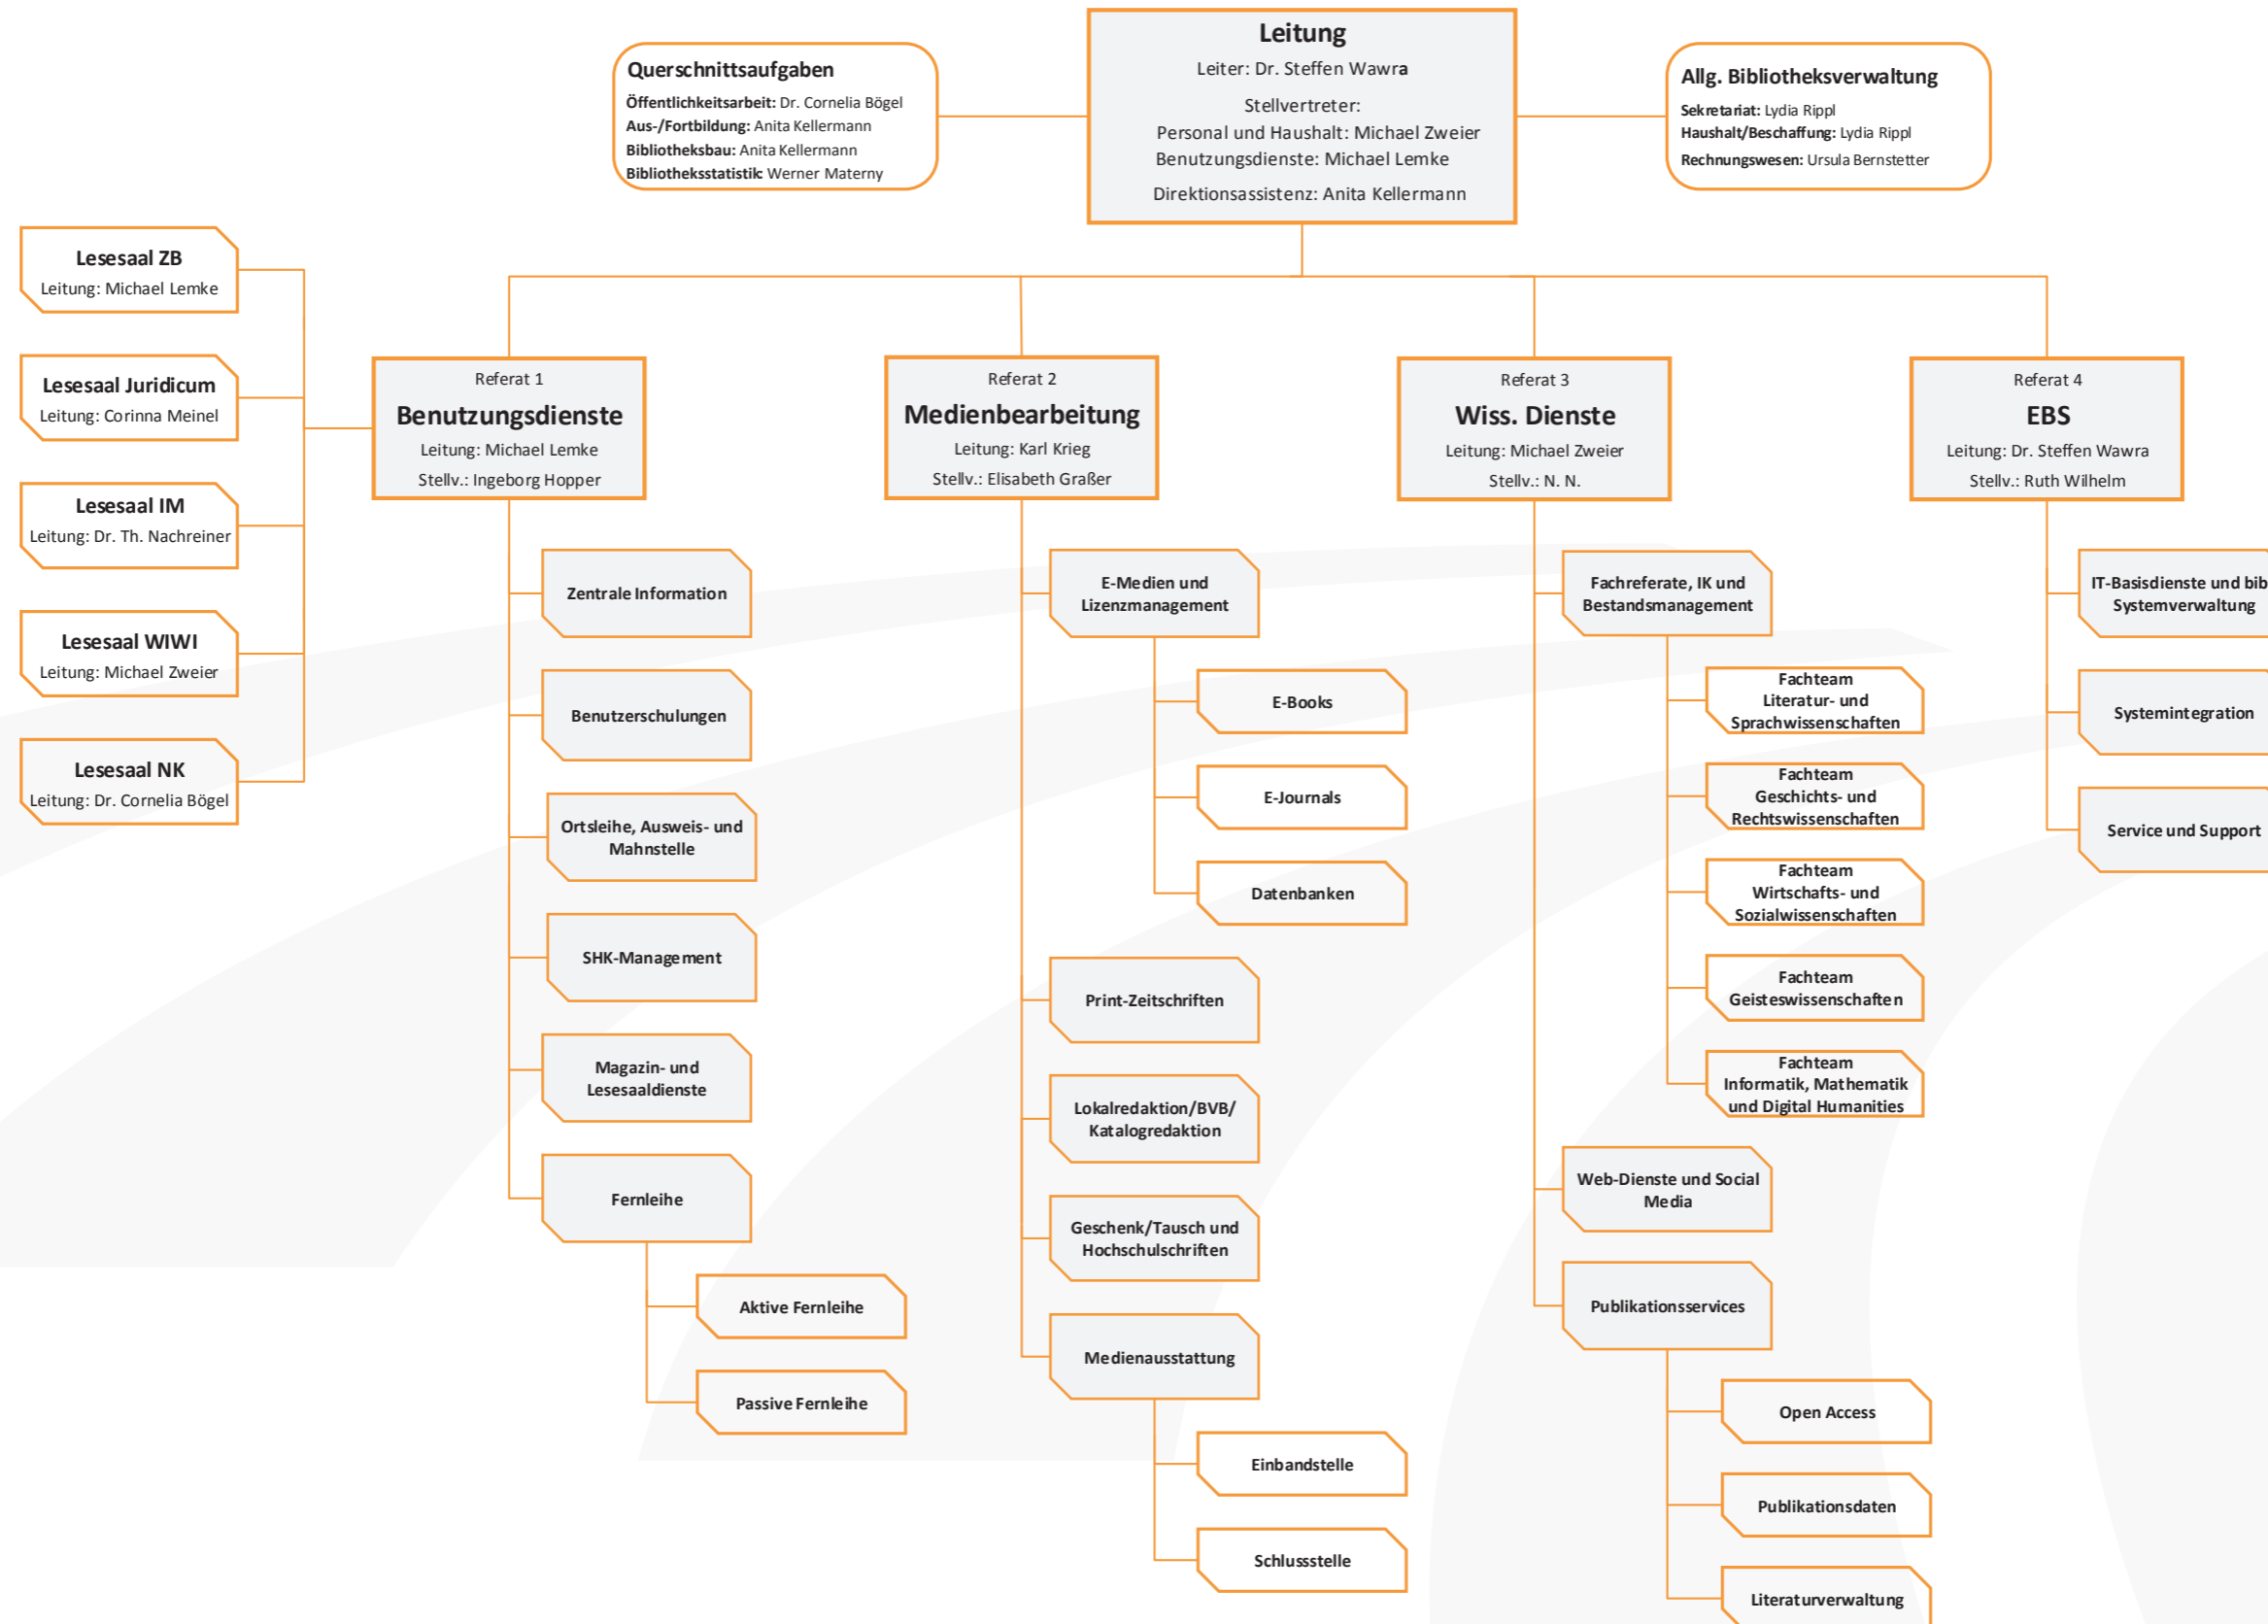 Leitung
Leiter: Dr. Steffen Wawra
Stellvertreter:
Personal und Haushalt: Michael Zweier
Benutzungsdienste: Michael Lemke
Direktionsassistenz: Anita Kellermann
Querschnittsaufgaben
Öffentlichkeitsarbeit: Dr. Cornelia Bögel
Aus-/Fortbildung: Anita Kellermann
Bibliotheksbau: Anita Kellermann
Bibliotheksstatistik: Werner Materny
Allg. Bibliotheksverwaltung
Sekretariat: Lydia Rippl
Haushalt/Beschaffung: Lydia Rippl
Rechnungswesen: Ursula Bernstetter
Lesesaal ZB
Leitung: Michael Lemke
Lesesaal Juridicum
Leitung: Corinna Meinel
Lesesaal IM
Leitung: Dr. Th. Nachreiner
Lesesaal WIWI
Leitung: Michael Zweier
Lesesaal NK
Leitung: Dr. Cornelia Bögel
Referat 1
Benutzungsdienste
Leitung: Michael Lemke
Stellv.: Ingeborg Hopper
Zentrale Information
Benutzerschulungen
Ortsleihe, Ausweis- und
Mahnstelle
SHK-Management
Magazin- und
Lesesaaldienste
Fernleihe
Aktive Fernleihe
Passive Fernleihe
Referat 2
Medienbearbeitung
Leitung: Karl Krieg
Stellv.: Elisabeth Graßer
E-Medien und
Lizenzmanagement
E-Books
E-Journals
Datenbanken
Print-Zeitschriften
Lokalredaktion/BVB/
Katalogredaktion
Geschenk/Tausch und
Hochschulschriften
Medienausstattung
Einbandstelle
Schlussstelle
Referat 3
Wiss. Dienste
Leitung: Michael Zweier
Stellv.: N. N.
Fachreferate, IK und
Bestandsmanagement
Fachteam
Literatur- und
Sprachwissenschaften
Fachteam
Geschichts- und
Rechtswissenschaften
Fachteam
Wirtschafts- und
Sozialwissenschaften
Fachteam
Geisteswissenschaften
Fachteam
Informatik, Mathematik
und Digital Humanities
Web-Dienste und Social
Media
Publikationsservices
Open Access
Publikationsdaten
Literaturverwaltung
Referat 4
EBS
Leitung: Dr. Steffen Wawra
Stellv.: Ruth Wilhelm
IT-Basisdienste und
Systemverwaltung
Systemintegration
Service und Support